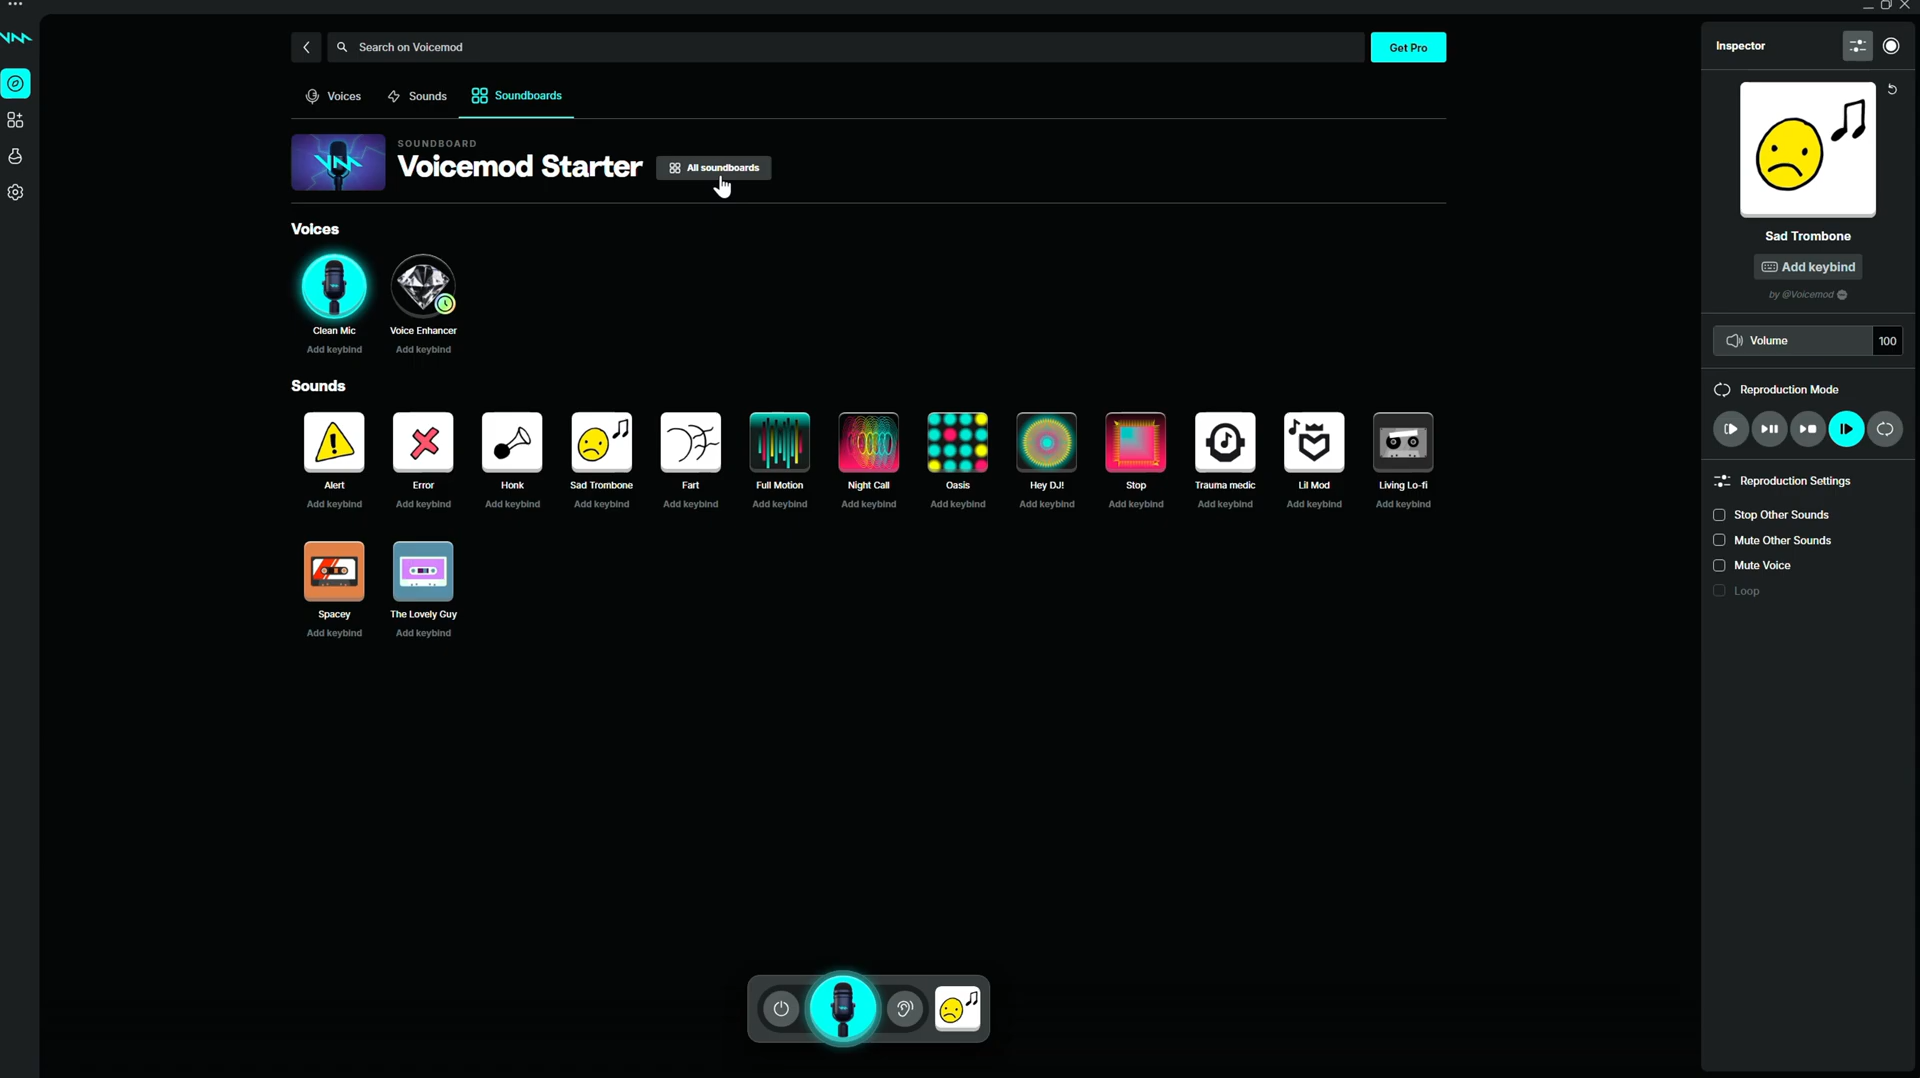 Search on Voicemod
Get Pro
Voices
Sounds
Soundboards
SOUNDBOARD
Voicemod Starter
All soundboards
Voices
Clean Mic
Voice Enhancer
Add keybind
Add keybind
Sounds
Alert
Error
Honk
Sad Trombone
Fart
Full Motion
Night Call
Oasis
Hey DJ!
Stop
Trauma medic
Lil Mod
Living Lo-fi
Add keybind
Add keybind
Add keybind
Add keybind
Add keybind
Add keybind
Add keybind
Add keybind
Add keybind
Add keybind
Add keybind
Add keybind
Add keybind
Spacey
The Lovely Guy
Add keybind
Add keybind
Inspector
Sad Trombone
Add keybind
by @Voicemod
Volume
100
Reproduction Mode
Reproduction Settings
Stop Other Sounds
Mute Other Sounds
Mute Voice
Loop